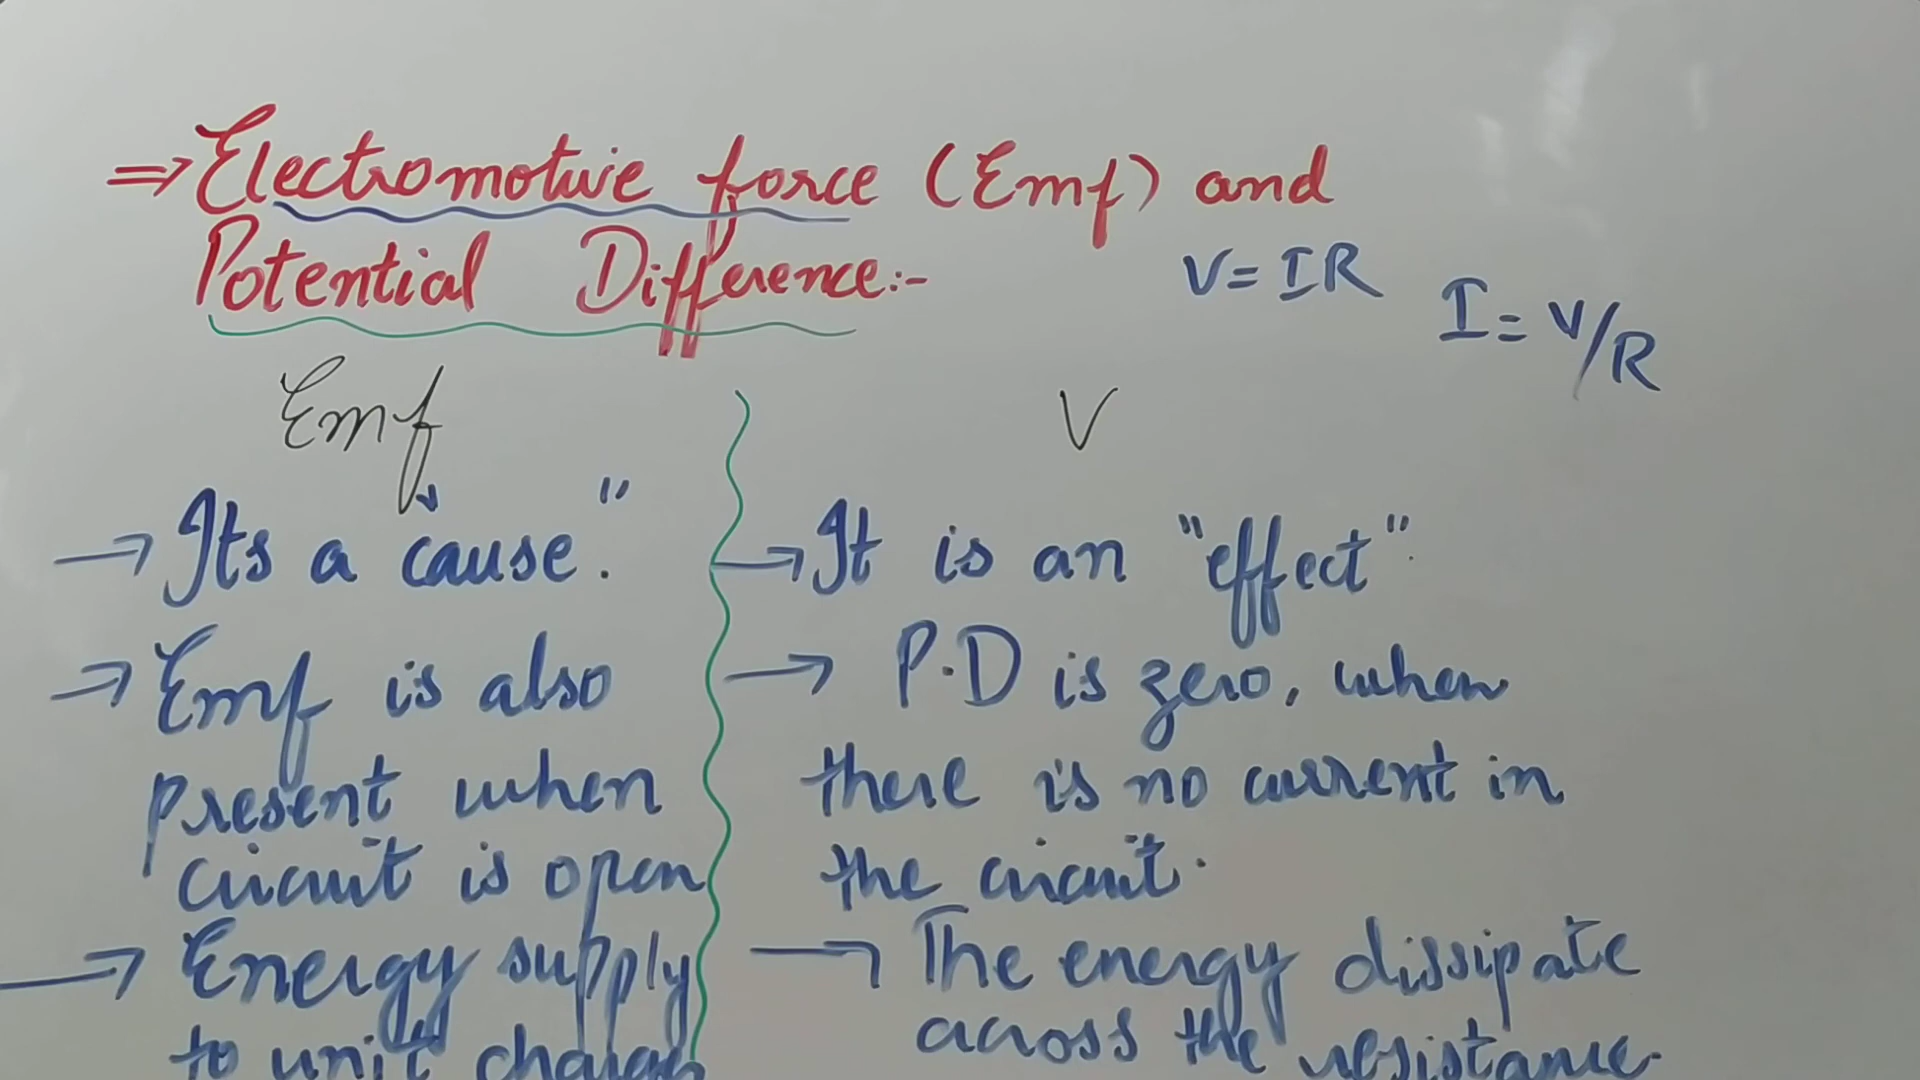 ⇒ Electromotive force (Emf) and
Potential Difference:-
V = IR
I = V/R
Emf
→ Its a "cause."
→ Emf is also
present when
circuit is open
→ Energy supply
to unit charge
V
→ It is an "effect".
→ P.D is zero, when
there is no current in
the circuit.
→ The energy dissipate
across the resistance.